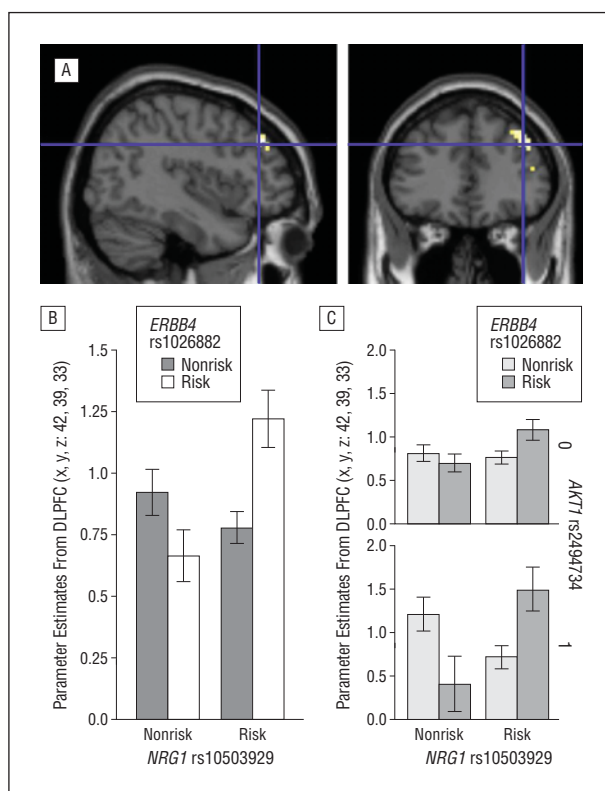 A
B
ERBB4
rs1026882
Nonrisk
Risk
Parameter Estimates From DLPFC (x, y, z: 42, 39, 33)
1.5
1.25
1.0
0.75
0.5
0.25
0.0
Nonrisk
Risk
NRG1 rs10503929
C
ERBB4
rs1026882
Nonrisk
Risk
Parameter Estimates From DLPFC (x, y, z: 42, 39, 33)
2.0
1.5
1.0
0.5
0.0
0
2.0
1.5
1.0
0.5
0.0
1
AKT1 rs2494734
Nonrisk
Risk
NRG1 rs10503929